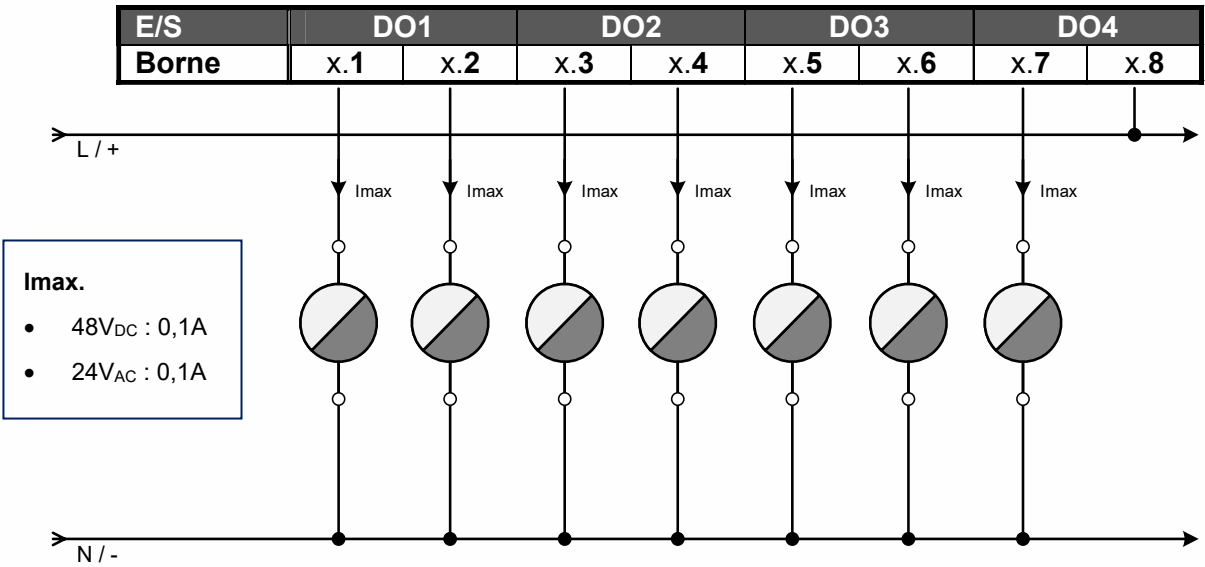 E/S DO1 DO2 DO3 DO4
Borne x.1 x.2 x.3 x.4 x.5 x.6 x.7 x.8
L / +
Imax Imax Imax Imax Imax Imax Imax
Imax.
• 48VDC : 0,1A
• 24VAC : 0,1A
N / -